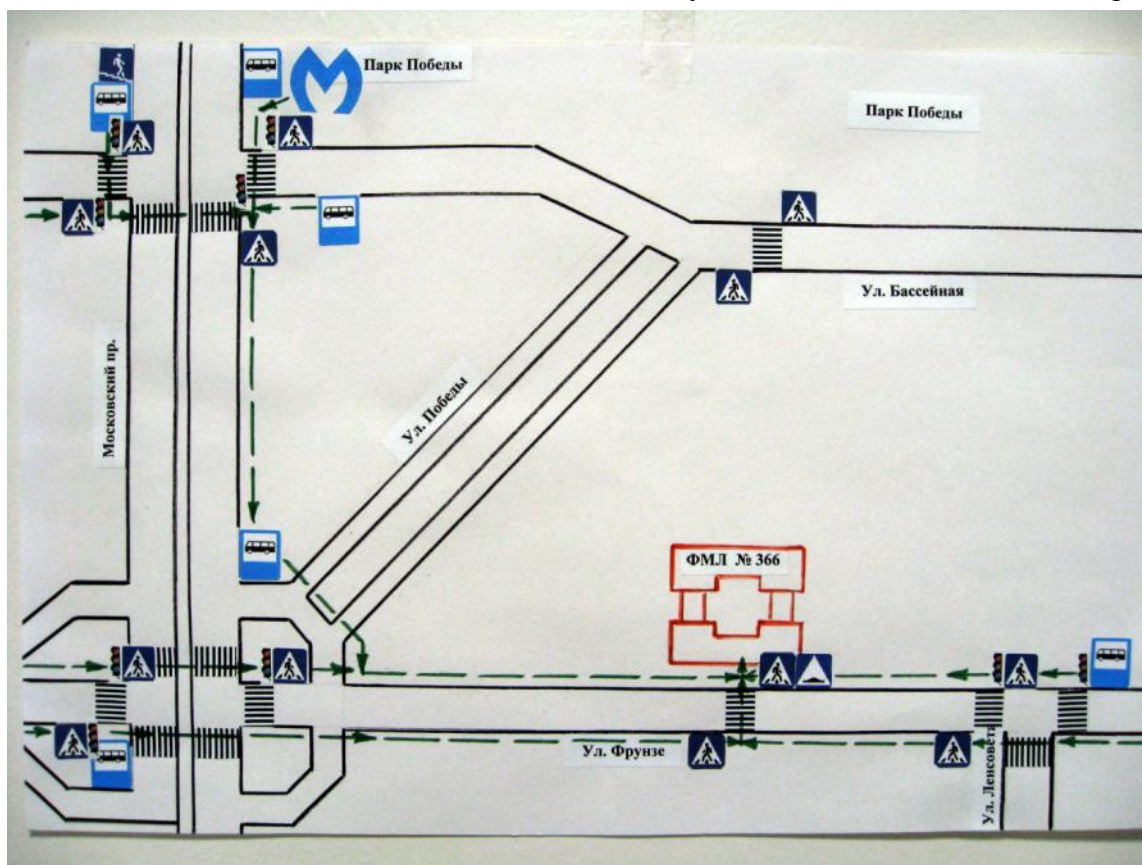 Парк Победы
Парк Победы
Ул. Бассейная
Московский пр.
Ул. Победы
ФМЛ № 366
Ул. Фрунзе
Ул. Ленсовета